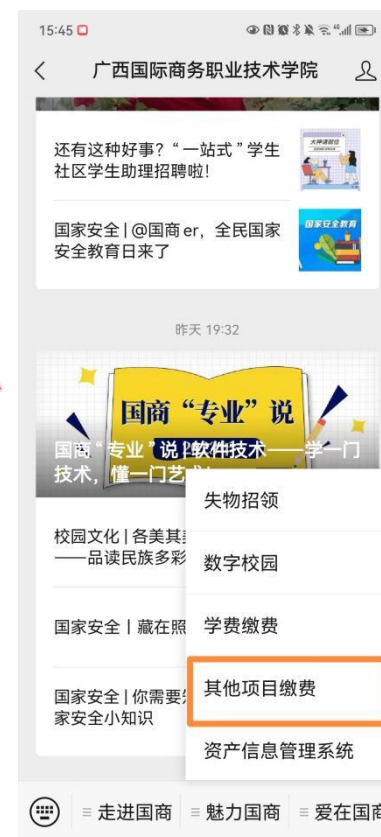 15:45
广西国际商务职业技术学院
还有这种好事？“一站式”学生
社区学生助理招聘啦！
大神请就位
国家安全|@国商er，全民国家
安全教育日来了
国家安全教育
昨天 19:32
国商“专业”说
国商“专业”说|软件技术——学一门
技术，懂一门艺
校园文化|各美其
——品读民族多彩
国家安全丨藏在照
国家安全|你需要
家安全小知识
失物招领
数字校园
学费缴费
其他项目缴费
资产信息管理系统
走进国商
魅力国商
爱在国商